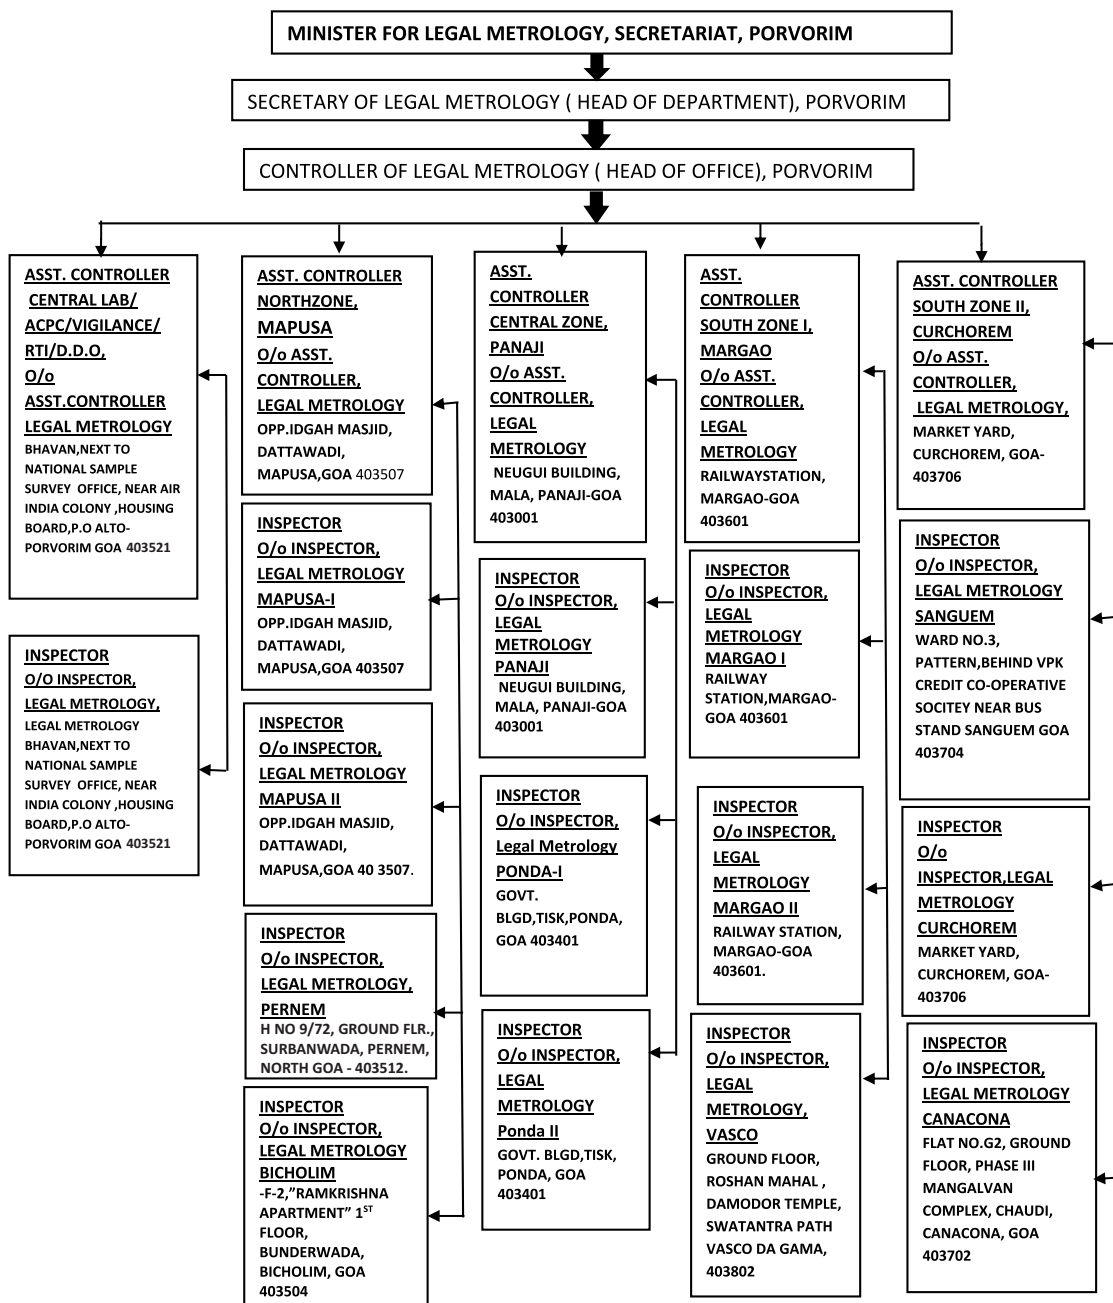 MINISTER FOR LEGAL METROLOGY, SECRETARIAT, PORVORIM
SECRETARY OF LEGAL METROLOGY ( HEAD OF DEPARTMENT), PORVORIM
CONTROLLER OF LEGAL METROLOGY ( HEAD OF OFFICE), PORVORIM
ASST. CONTROLLER
CENTRAL LAB/
ACPC/VIGILANCE/
RTI/D.D.O,
O/o
ASST.CONTROLLER
LEGAL METROLOGY
BHAVAN,NEXT TO
NATIONAL SAMPLE
SURVEY OFFICE, NEAR AIR
INDIA COLONY ,HOUSING
BOARD,P.O ALTO-
PORVORIM GOA 403521
INSPECTOR
O/O INSPECTOR,
LEGAL METROLOGY,
LEGAL METROLOGY
BHAVAN,NEXT TO
NATIONAL SAMPLE
SURVEY OFFICE, NEAR
INDIA COLONY ,HOUSING
BOARD,P.O ALTO-
PORVORIM GOA 403521
ASST. CONTROLLER
NORTHZONE,
MAPUSA
O/o ASST.
CONTROLLER,
LEGAL METROLOGY
OPP.IDGAH MASJID,
DATTAWADI,
MAPUSA,GOA 403507
INSPECTOR
O/o INSPECTOR,
LEGAL METROLOGY
MAPUSA-I
OPP.IDGAH MASJID,
DATTAWADI,
MAPUSA,GOA 403507
INSPECTOR
O/o INSPECTOR,
LEGAL METROLOGY
MAPUSA II
OPP.IDGAH MASJID,
DATTAWADI,
MAPUSA,GOA 40 3507.
INSPECTOR
O/o INSPECTOR,
LEGAL METROLOGY,
PERNEM
H NO 9/72, GROUND FLR.,
SURBANWADA, PERNEM,
NORTH GOA - 403512.
INSPECTOR
O/o INSPECTOR,
LEGAL METROLOGY
BICHOLIM
-F-2,"RAMKRISHNA
APARTMENT" 1ST
FLOOR,
BUNDERWADA,
BICHOLIM, GOA
403504
ASST.
CONTROLLER
CENTRAL ZONE,
PANAJI
O/o ASST.
CONTROLLER,
LEGAL
METROLOGY
NEUGUI BUILDING,
MALA, PANAJI-GOA
403001
INSPECTOR
O/o INSPECTOR,
LEGAL
METROLOGY
PANAJI
NEUGUI BUILDING,
MALA, PANAJI-GOA
403001
INSPECTOR
O/o INSPECTOR,
Legal Metrology
PONDA-I
GOVT.
BLGD,TISK,PONDA,
GOA 403401
INSPECTOR
O/o INSPECTOR,
LEGAL
METROLOGY
Ponda II
GOVT. BLGD,TISK,
PONDA, GOA
403401
ASST.
CONTROLLER
SOUTH ZONE I,
MARGAO
O/o ASST.
CONTROLLER,
LEGAL
METROLOGY
RAILWAYSTATION,
MARGAO-GOA
403601
INSPECTOR
O/o INSPECTOR,
LEGAL
METROLOGY
MARGAO I
RAILWAY
STATION,MARGAO-
GOA 403601
INSPECTOR
O/o INSPECTOR,
LEGAL
METROLOGY
MARGAO II
RAILWAY STATION,
MARGAO-GOA
403601.
INSPECTOR
O/o INSPECTOR,
LEGAL
METROLOGY,
VASCO
GROUND FLOOR,
ROSHAN MAHAL ,
DAMODOR TEMPLE,
SWATANTRA PATH
VASCO DA GAMA,
403802
ASST. CONTROLLER
SOUTH ZONE II,
CURCHOREM
O/o ASST.
CONTROLLER,
LEGAL METROLOGY,
MARKET YARD,
CURCHOREM, GOA-
403706
INSPECTOR
O/o INSPECTOR,
LEGAL METROLOGY
SANGUEM
WARD NO.3,
PATTERN,BEHIND VPK
CREDIT CO-OPERATIVE
SOCITEY NEAR BUS
STAND SANGUEM GOA
403704
INSPECTOR
O/o
INSPECTOR,LEGAL
METROLOGY
CURCHOREM
MARKET YARD,
CURCHOREM, GOA-
403706
INSPECTOR
O/o INSPECTOR,
LEGAL METROLOGY
CANACONA
FLAT NO.G2, GROUND
FLOOR, PHASE III
MANGALVAN
COMPLEX, CHAUDI,
CANACONA, GOA
403702